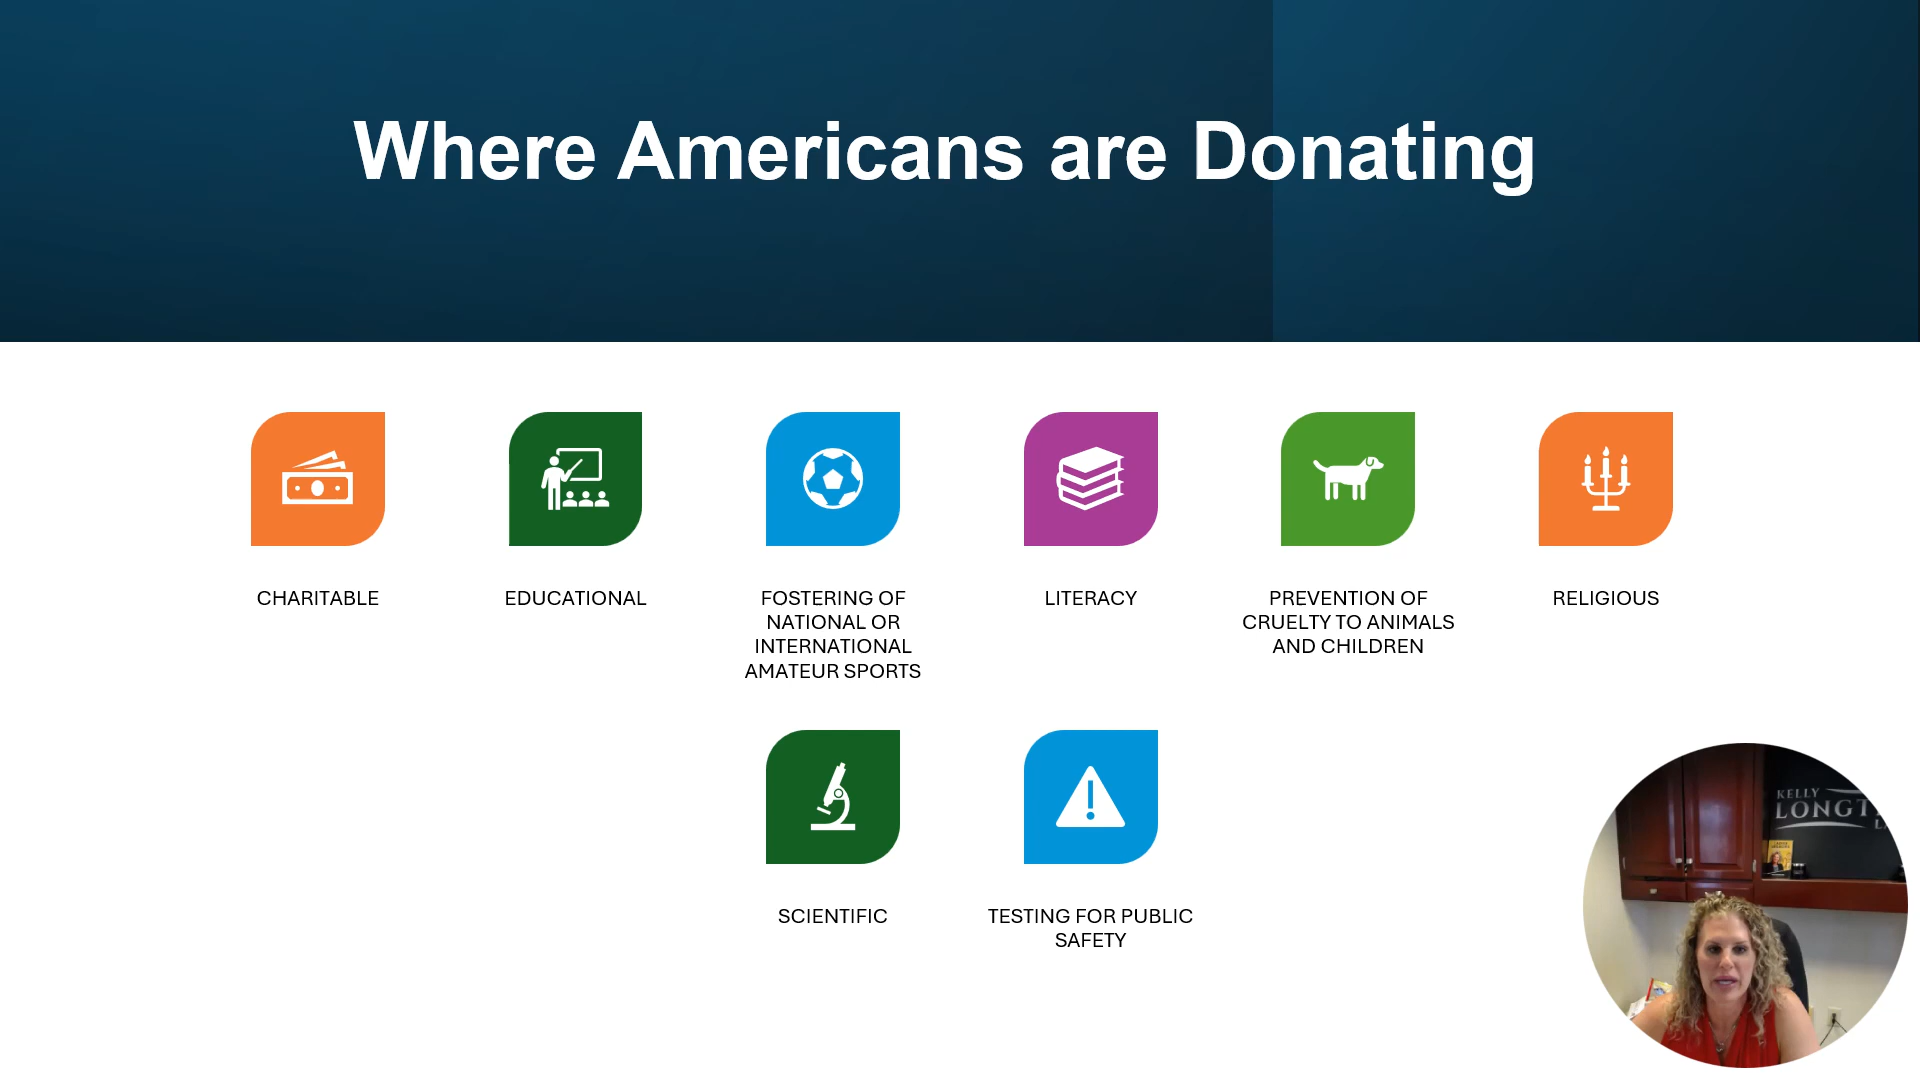 Where Americans are Donating
CHARITABLE
EDUCATIONAL
FOSTERING OF
NATIONAL OR
INTERNATIONAL
AMATEUR SPORTS
LITERACY
PREVENTION OF
CRUELTY TO ANIMALS
AND CHILDREN
RELIGIOUS
SCIENTIFIC
TESTING FOR PUBLIC
SAFETY
KELLY